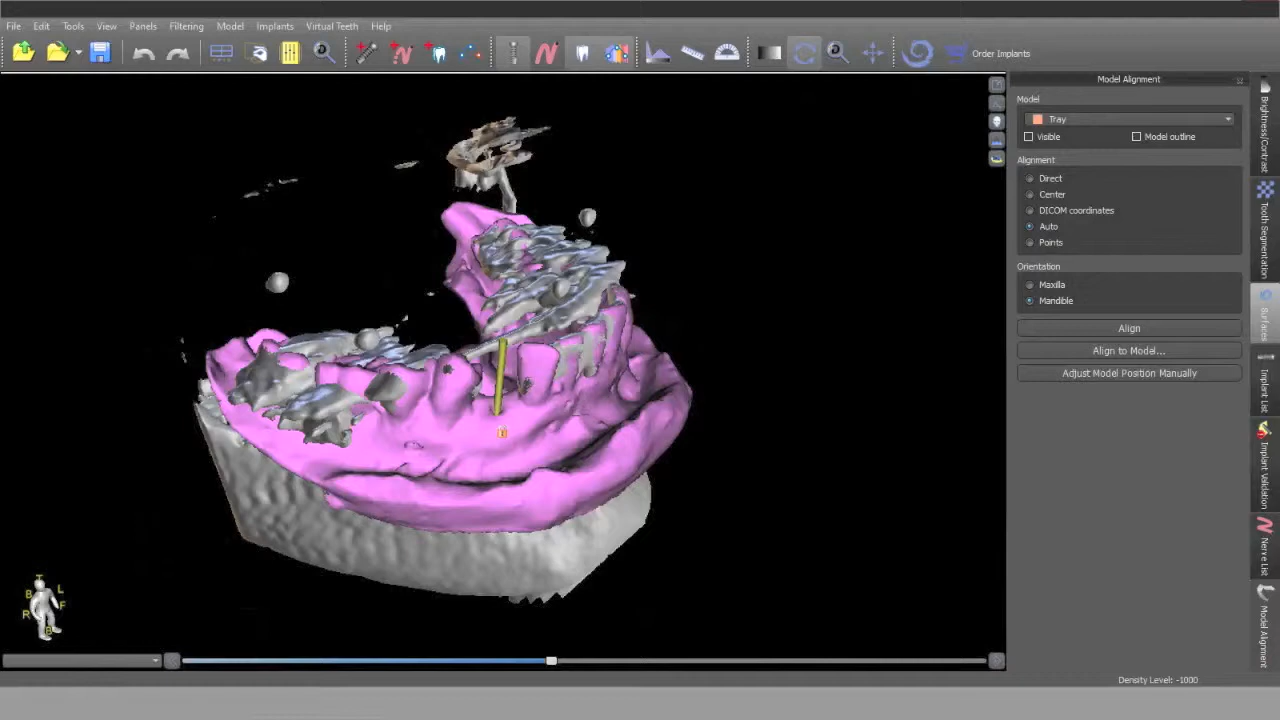 File Edit Tools View Panels Filtering Model Implants Virtual Teeth Help
Order Implants
Model Alignment
Model
Tray
Visible Model outline
Alignment
Direct
Center
DICOM coordinates
Auto
Points
Orientation
Maxilla
Mandible
Align
Align to Model...
Adjust Model Position Manually
Brightness/Contrast
Tooth Segmentation
Surfaces
Implant List
Implant Validation
Nerve List
Model Alignment
T
B L
R F
B
Density Level: -1000